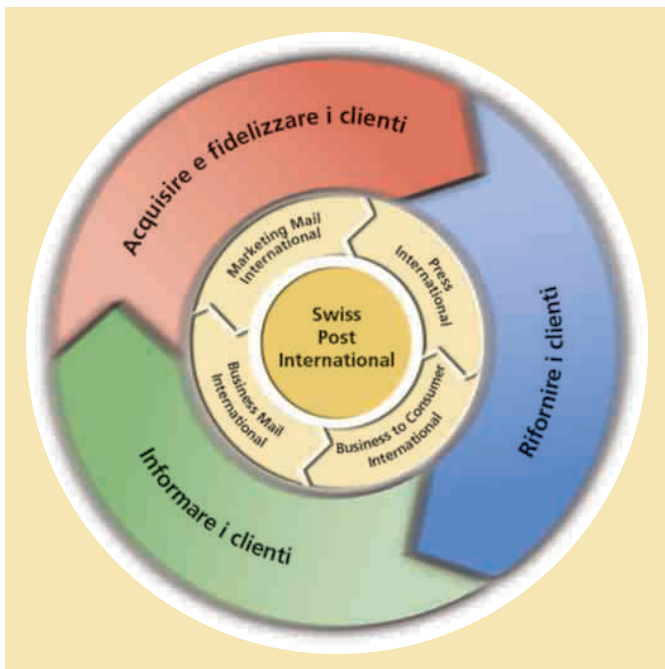 Acquisire e fidelizzare i clienti
Rifornire i clienti
Informare i clienti
Marketing Mail
International
Press
International
Business to Consumer
International
Business Mail
International
Swiss
Post
International